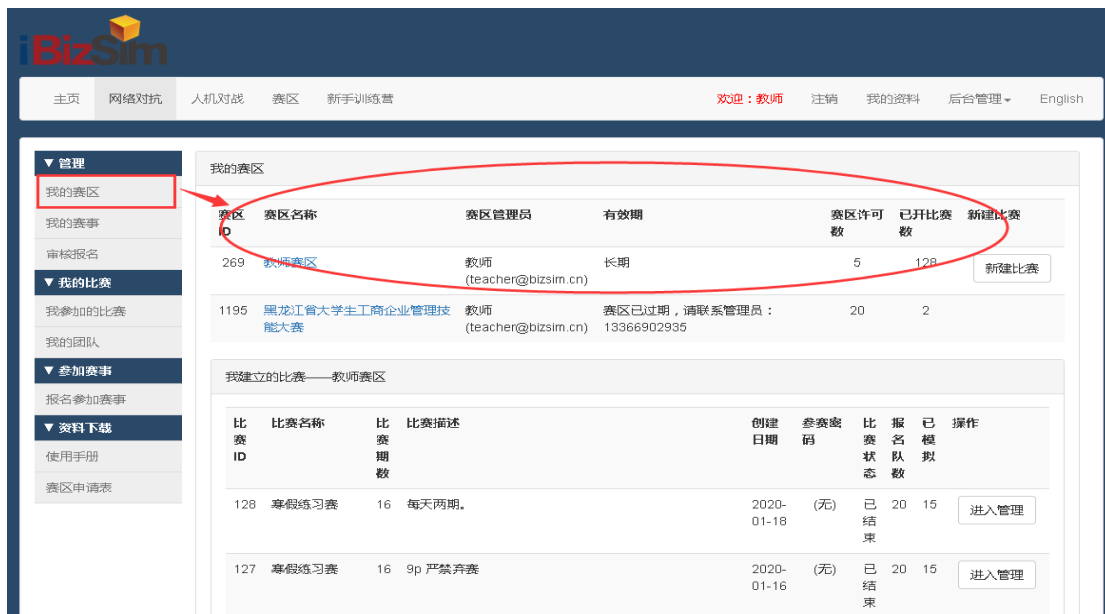 iBizSim
主页 网络对抗 人机对战 赛区 新手训练营 欢迎：教师 注销 我的资料 后台管理 English
▼ 管理
我的赛区
我的赛事
审核报名
▼ 我的比赛
我参加的比赛
我的团队
▼ 参加赛事
报名参加赛事
▼ 资料下载
使用手册
赛区申请表
我的赛区
赛区 赛区名称 赛区管理员 有效期 赛区许可 已开比赛 新建比赛
ID 数 数
269 教师赛区 教师 长期 5 128 新建比赛
(teacher@bizsim.cn)
1195 黑龙江省大学生工商企业管理技 教师 赛区已过期，请联系管理员： 20 2
能大赛 (teacher@bizsim.cn) 13366902935
我建立的比赛——教师赛区
比 比赛名称 比 比赛描述 创建 参赛密 比 报 已 操作
赛 赛 日期 码 赛 名 模
ID 期 状 队 拟
数 态 数
128 寒假练习赛 16 每天两期。 2020- (无) 已 20 15 进入管理
01-18 结
束
127 寒假练习赛 16 9p 严禁弃赛 2020- (无) 已 20 15 进入管理
01-16 结
束